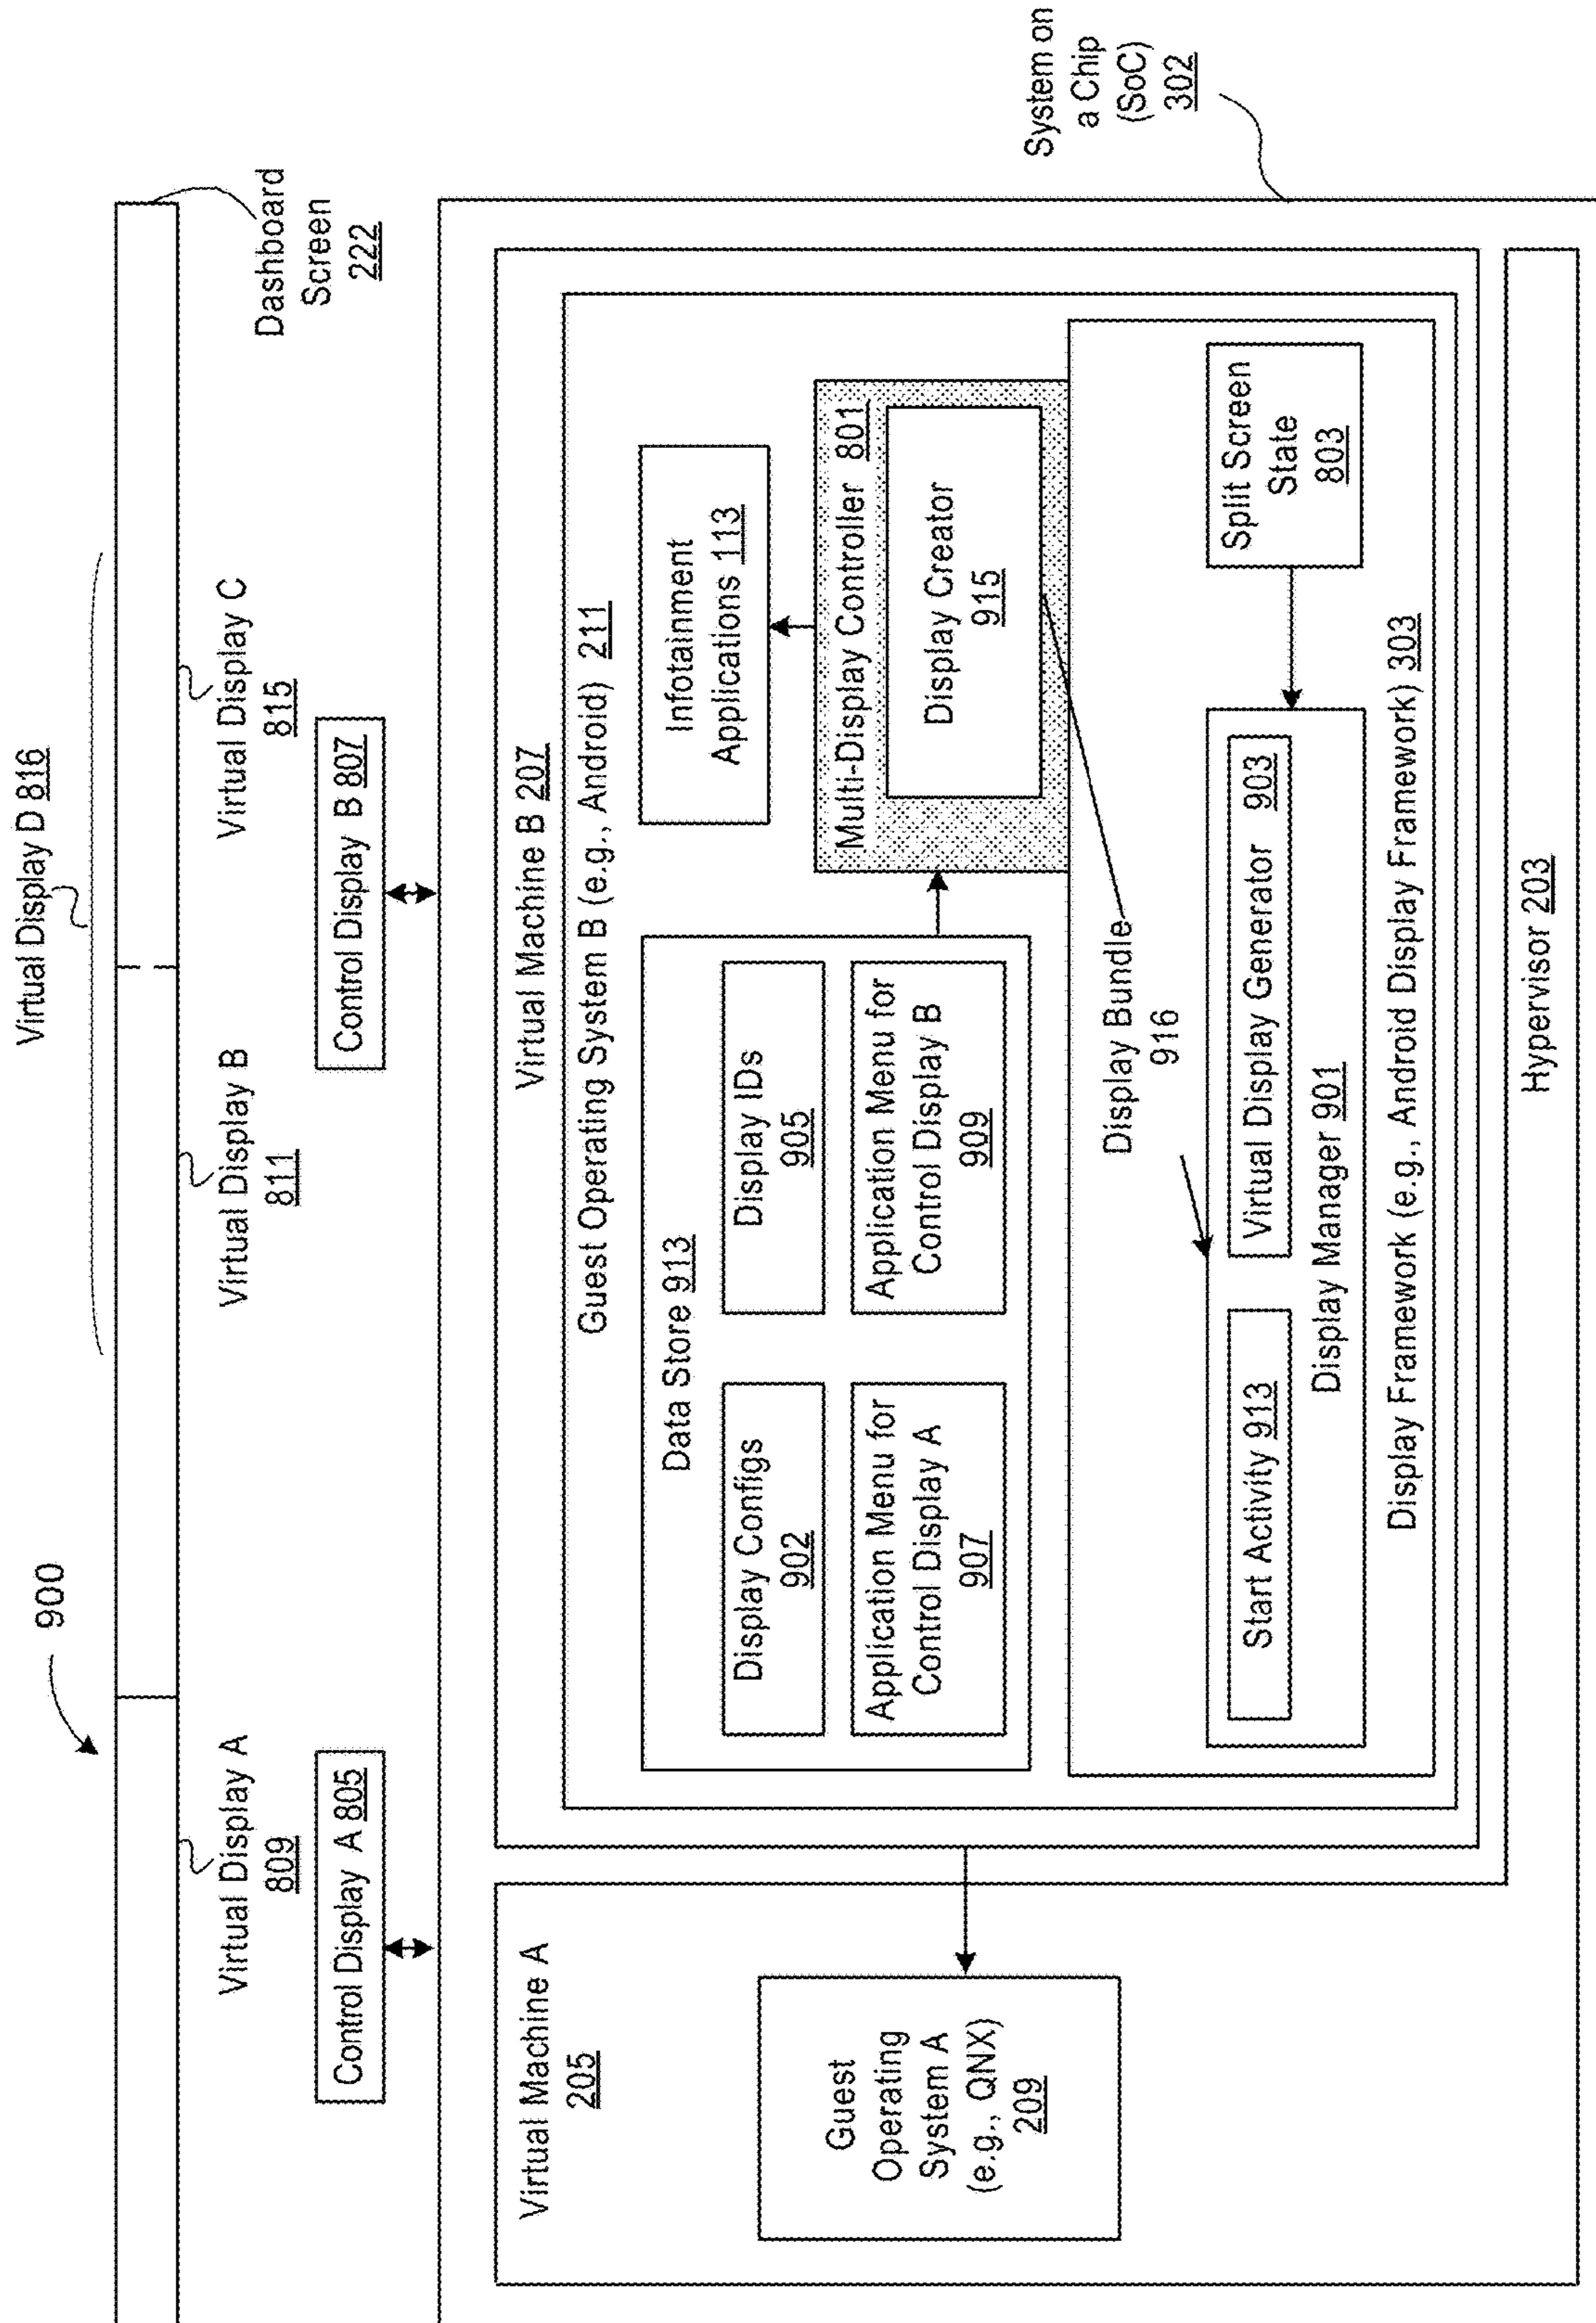 900
Virtual Display D 816
Virtual Display A
809
Virtual Display B
811
Virtual Display C
815
Dashboard
Screen
222
Control Display A 805
Control Display B 807
System on
a Chip
(SoC)
302
Virtual Machine A
205
Guest
Operating
System A
(e.g., QNX)
209
Virtual Machine B 207
Guest Operating System B (e.g., Android) 211
Data Store 913
Display Configs
902
Display IDs
905
Application Menu for
Control Display A
907
Application Menu for
Control Display B
909
Infotainment
Applications 113
Multi-Display Controller 801
Display Creator
915
Display Bundle
916
Start Activity 913
Virtual Display Generator 903
Display Manager 901
Split Screen
State
803
Display Framework (e.g., Android Display Framework) 303
Hypervisor 203